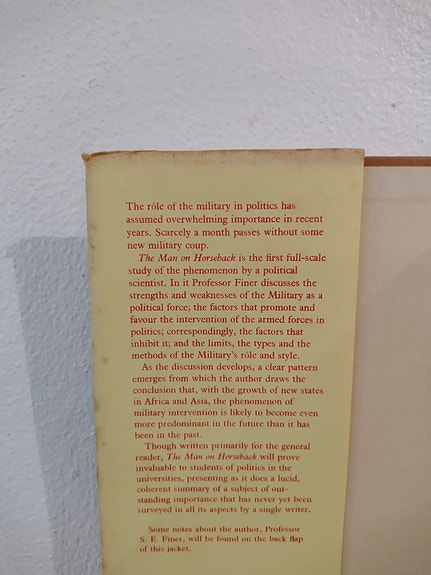 The rôle of the military in politics has
assumed overwhelming importance in recent
years. Scarcely a month passes without some
new military coup.
The Man on Horseback is the first full-scale
study of the phenomenon by a political
scientist. In it Professor Finer discusses the
strengths and weaknesses of the Military as a
political force; the factors that promote and
favour the intervention of the armed forces in
politics; correspondingly, the factors that
inhibit it; and the limits, the types and the
methods of the Military's rôle and style.
As the discussion develops, a clear pattern
emerges from which the author draws the
conclusion that, with the growth of new states
in Africa and Asia, the phenomenon of
military intervention is likely to become even
more predominant in the future than it has
been in the past.
Though written primarily for the general
reader, The Man on Horseback will prove
invaluable to students of politics in the
universities, presenting as it does a lucid,
coherent summary of a subject of out-
standing importance that has never yet been
surveyed in all its aspects by a single writer.
Some notes about the author, Professor
S. E. Finer, will be found on the back flap
of this jacket.